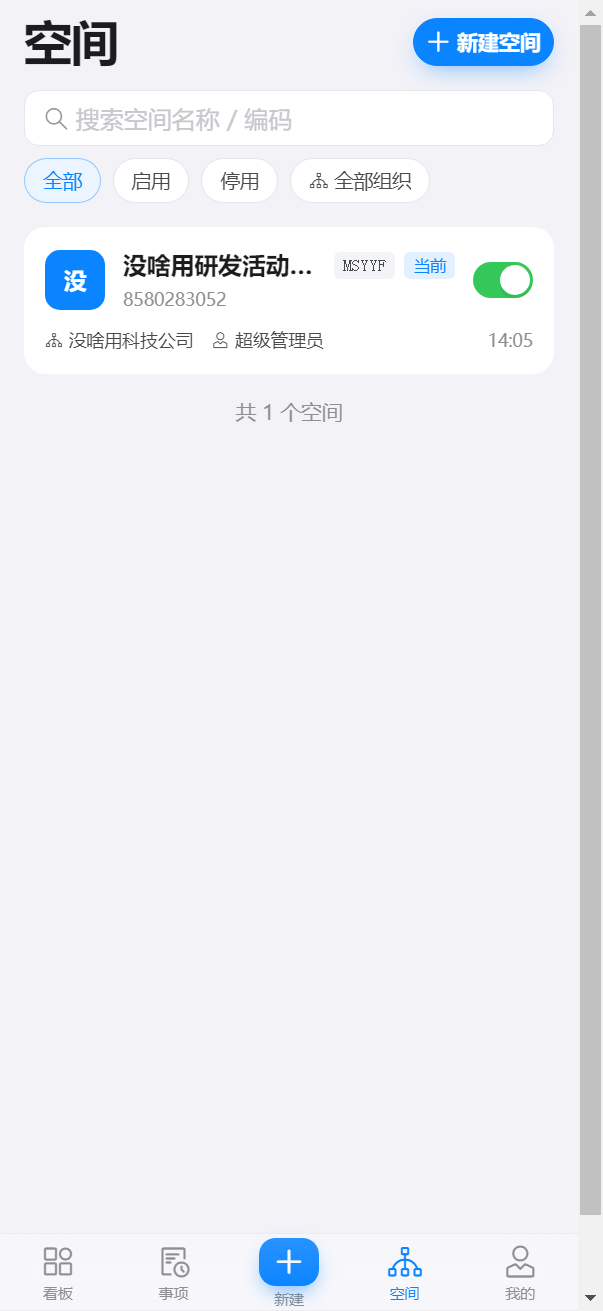 空间
新建空间
搜索空间名称 / 编码
全部 启用 停用 全部组织
没 没啥用研发活动... MSYYF 当前
8580283052
没啥用科技公司 超级管理员 14:05
共 1 个空间
看板 事项 新建 空间 我的